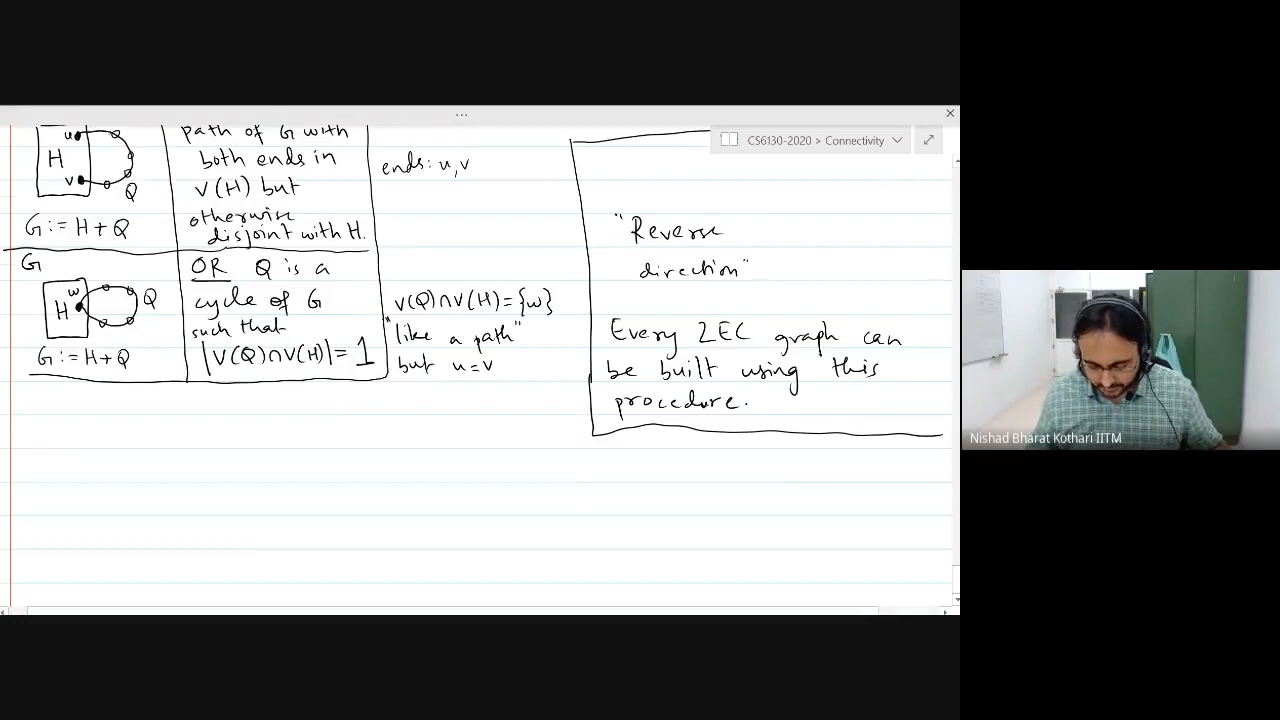 CS6130-2020 > Connectivity
u
H
v
Q
G := H + Q
path of G with
both ends in
V(H) but
otherwise
disjoint with H.
ends: u, v
G
w
H
Q
G := H + Q
OR Q is a
cycle of G
such that
|V(Q)∩V(H)| = 1
V(Q)∩V(H) = {w}
"like a path"
but u = v
"Reverse
direction"
Every 2EC graph can
be built using this
procedure.
Nishad Bharat Kothari IITM